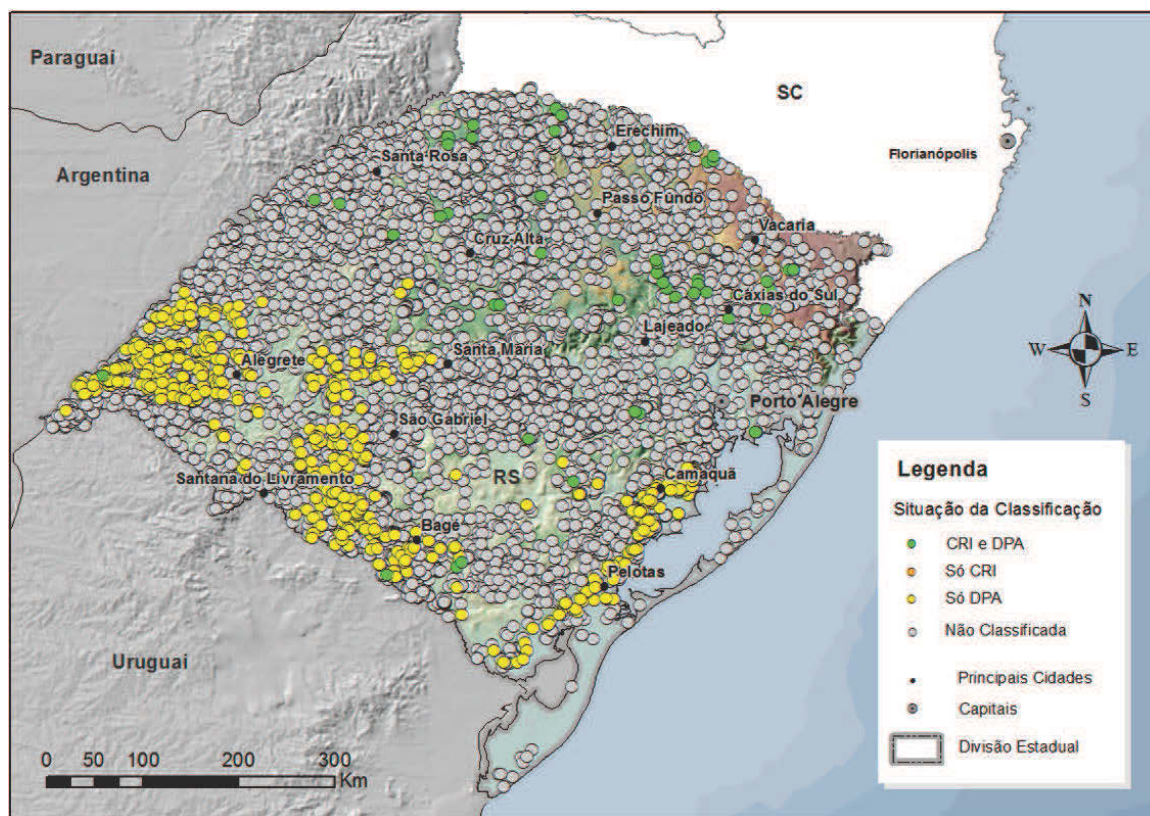 Paraguai
SC
Erechim
Florianópolis
Santa Rosa
Argentina
Passo Fundo
Vacaria
Cruz Alta
N
Caxias do Sul
Lajeado
W
E
Santa Maria
Alegrete
S
Porto Alegre
São Gabriel
Legenda
RS
Camaquã
Santana do Livramento
Situação da Classificação
Bagé
CRI e DPA
Só CRI
Pelotas
Só DPA
Não Classificada
Uruguai
Principais Cidades
Capitais
Divisão Estadual
0 50 100 200 300
Km